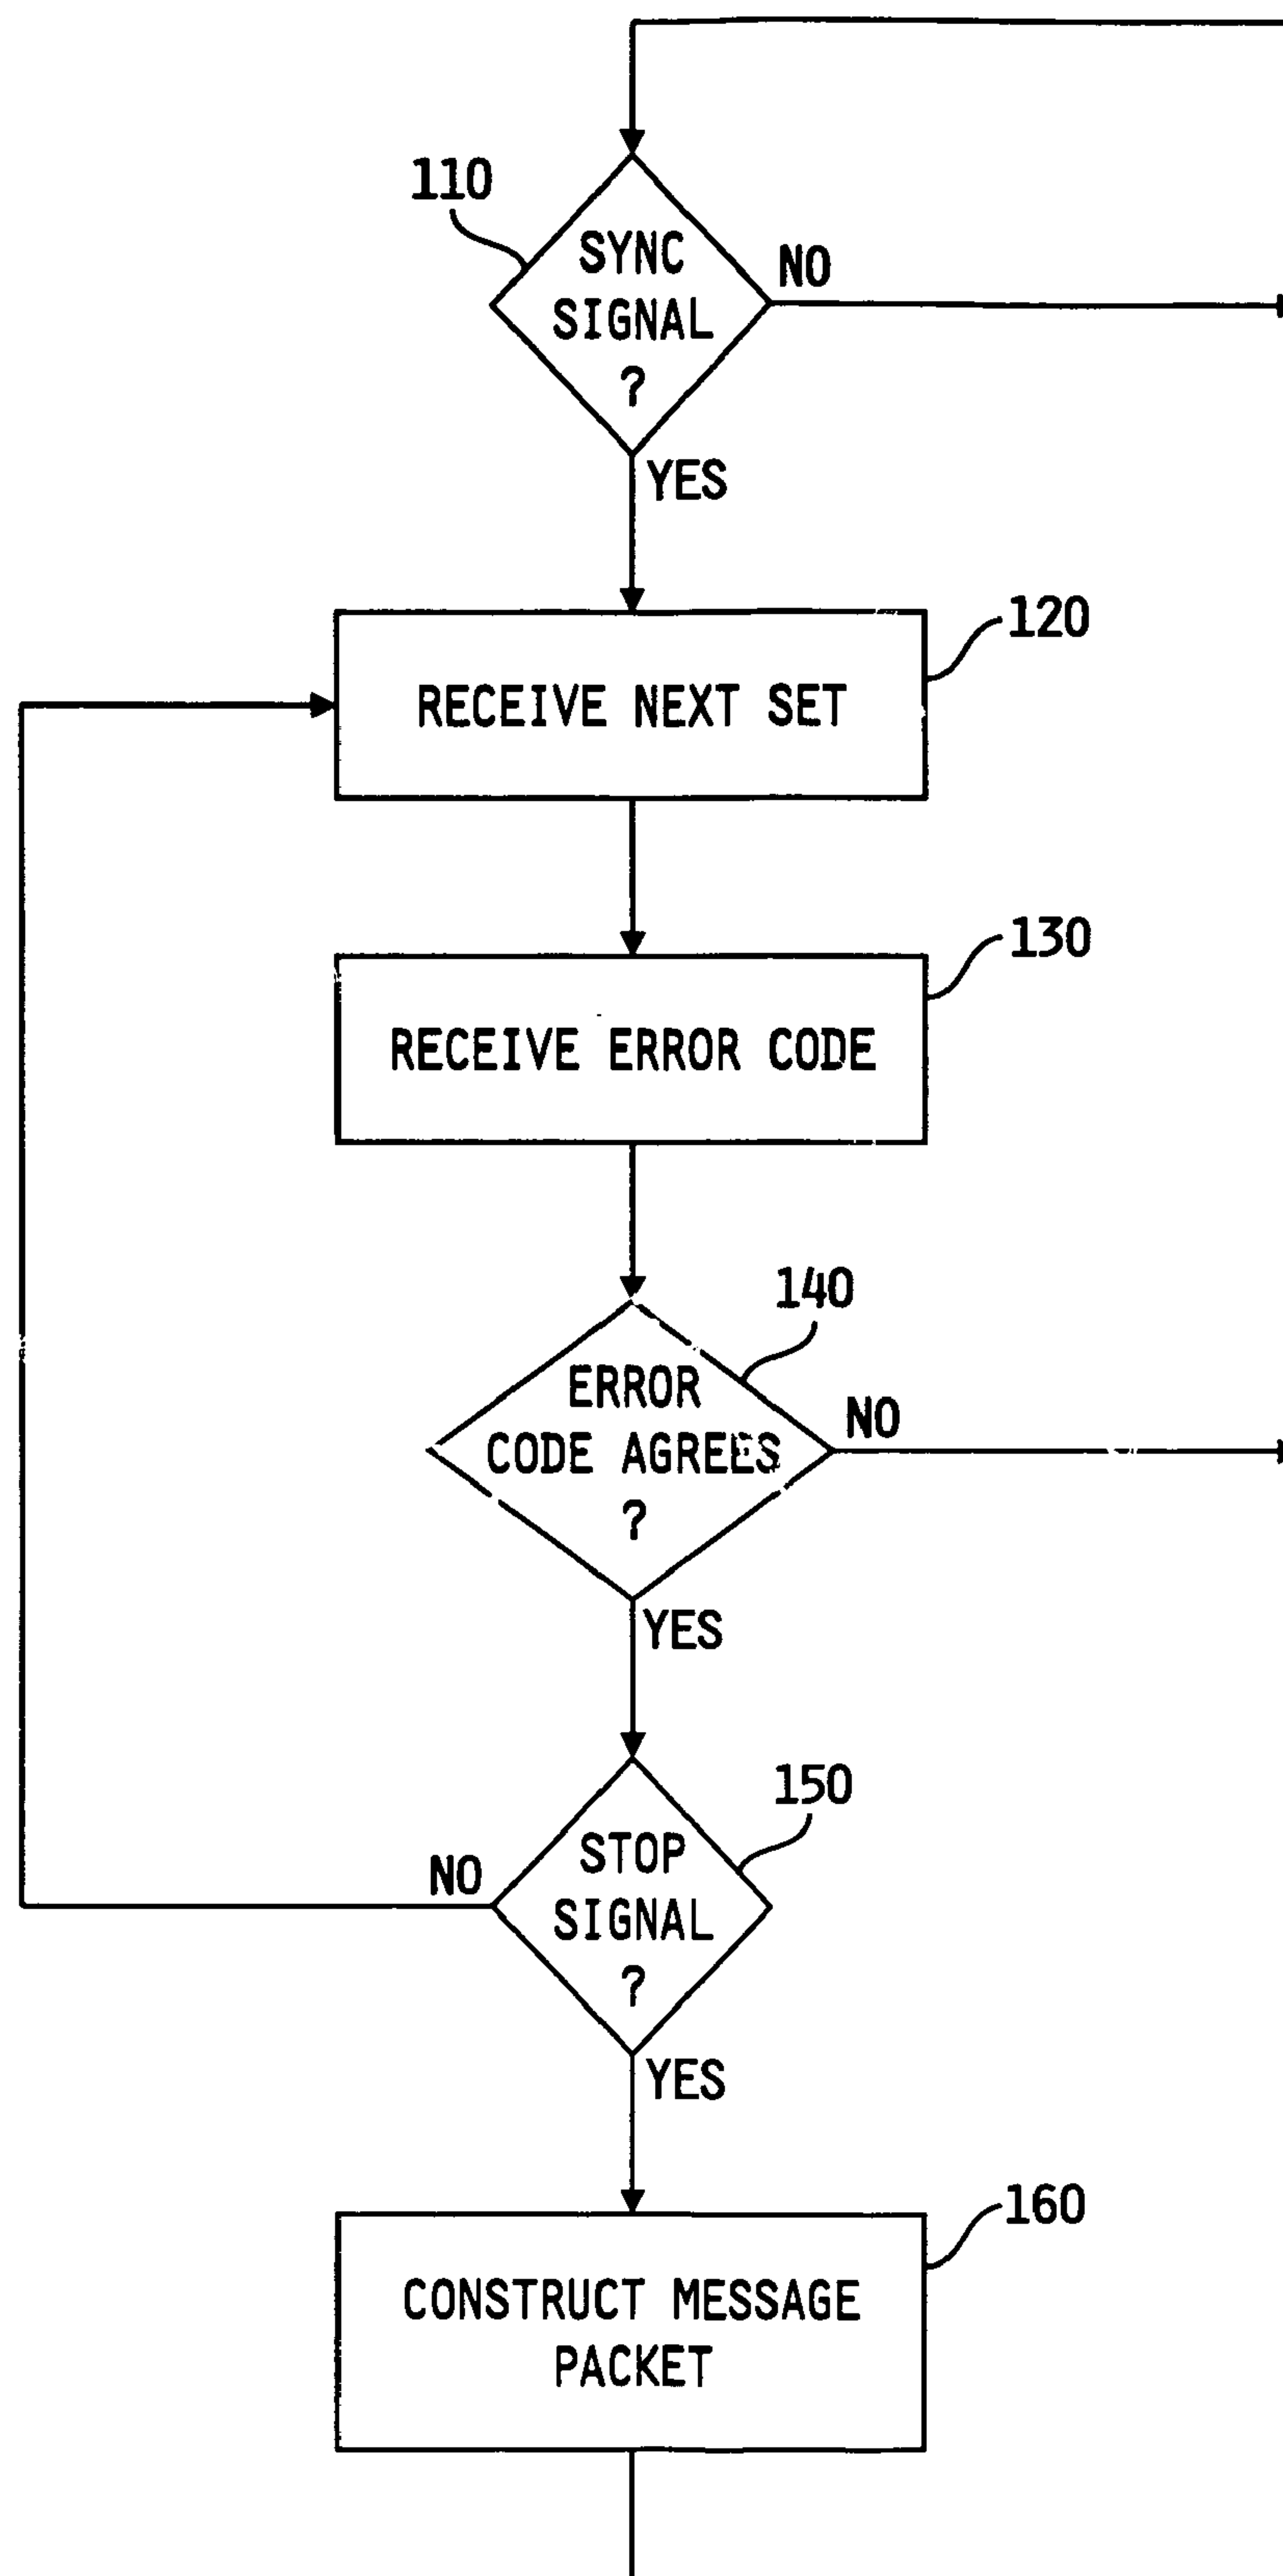 110
SYNC
SIGNAL
?
NO
YES
120
RECEIVE NEXT SET
130
RECEIVE ERROR CODE
140
ERROR
CODE AGREES
?
NO
YES
150
STOP
SIGNAL
?
NO
YES
160
CONSTRUCT MESSAGE
PACKET